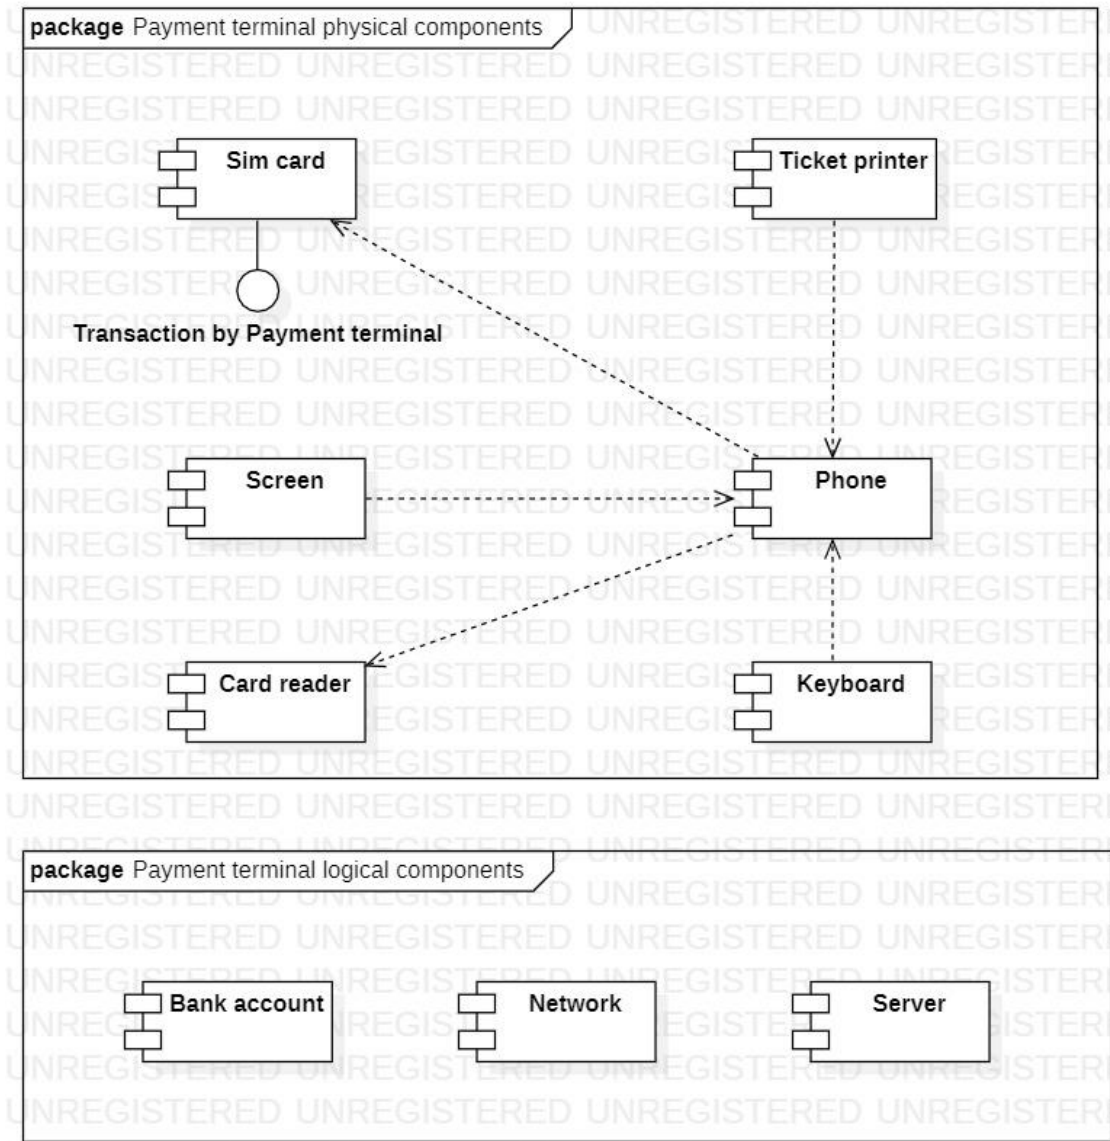 package Payment terminal physical components
Sim card
Ticket printer
Transaction by Payment terminal
Screen
Phone
Card reader
Keyboard
package Payment terminal logical components
Bank account
Network
Server
UNREGISTERED